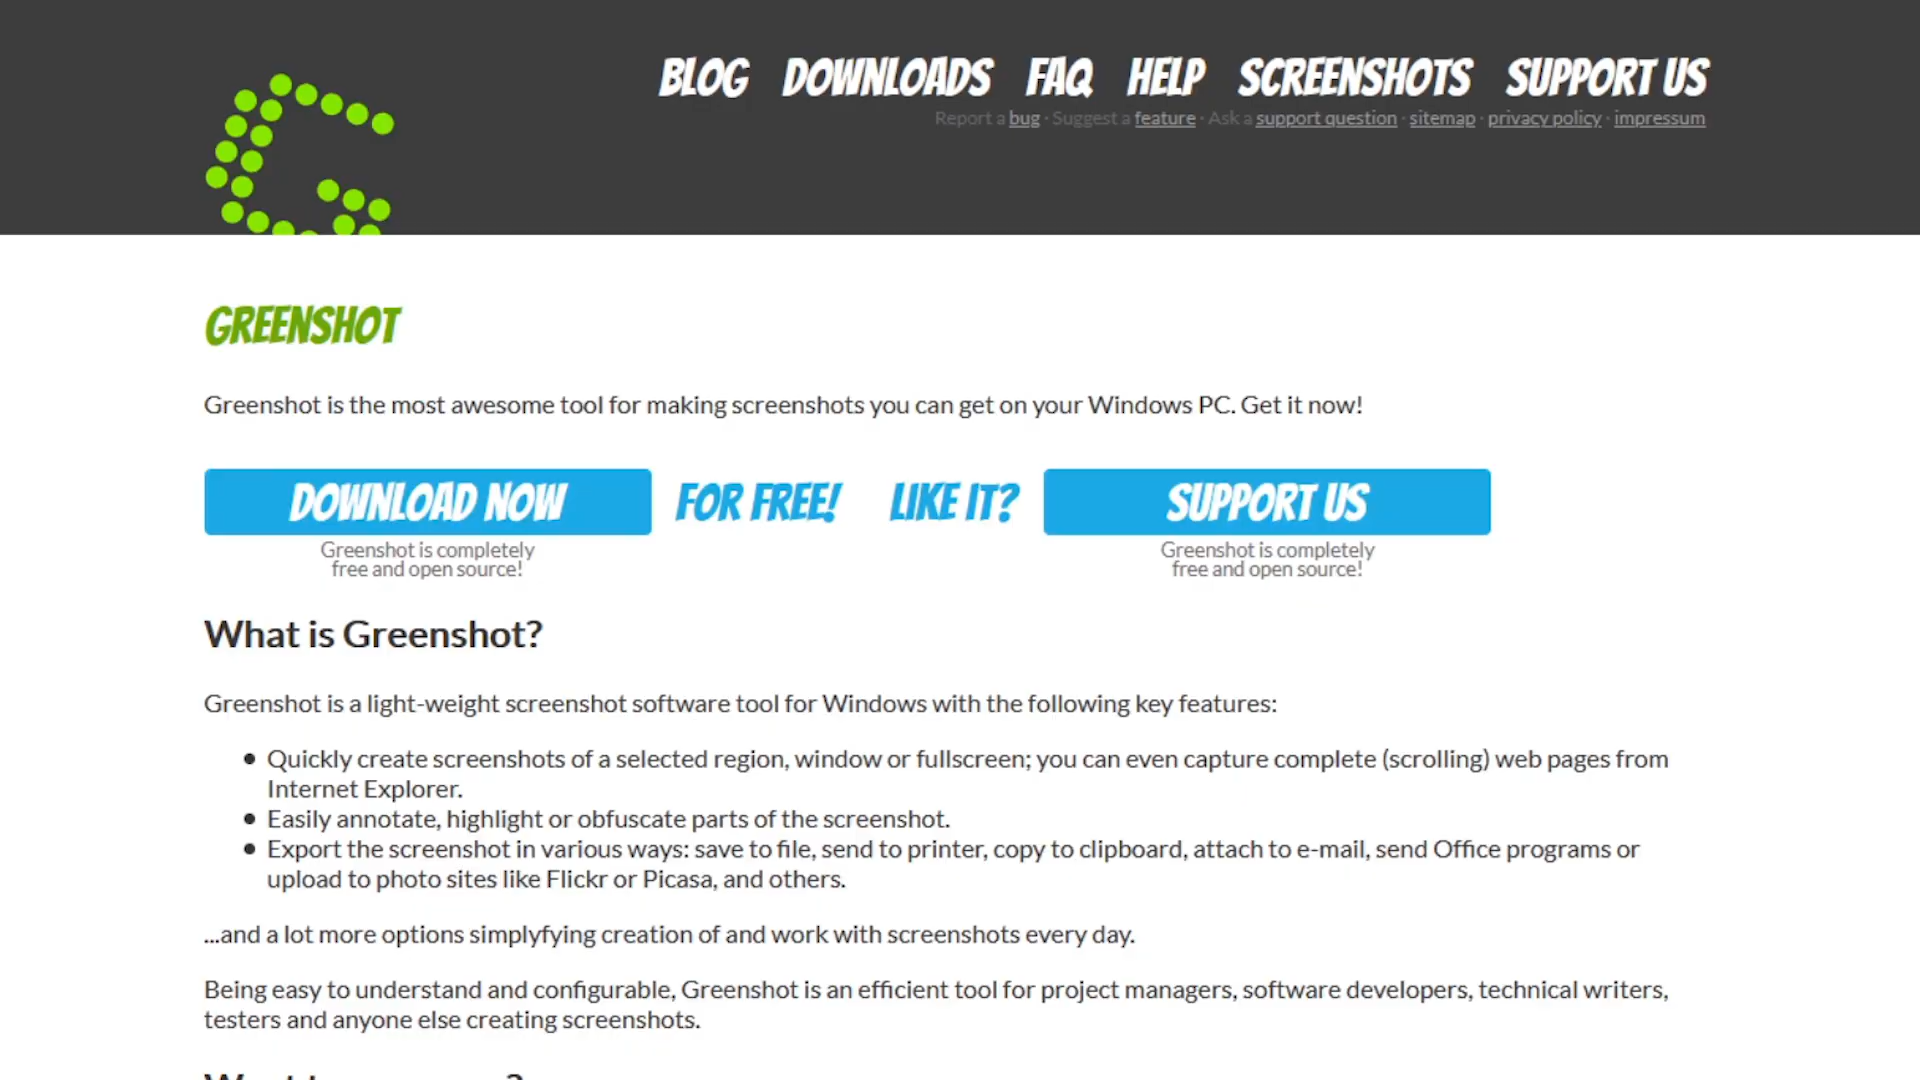 BLOG DOWNLOADS FAQ HELP SCREENSHOTS SUPPORT US
Report a bug · Suggest a feature · Ask a support question · sitemap · privacy policy · impressum
GREENSHOT
Greenshot is the most awesome tool for making screenshots you can get on your Windows PC. Get it now!
DOWNLOAD NOW FOR FREE! LIKE IT? SUPPORT US
Greenshot is completely
free and open source!
Greenshot is completely
free and open source!
What is Greenshot?
Greenshot is a light-weight screenshot software tool for Windows with the following key features:
Quickly create screenshots of a selected region, window or fullscreen; you can even capture complete (scrolling) web pages from
Internet Explorer.
Easily annotate, highlight or obfuscate parts of the screenshot.
Export the screenshot in various ways: save to file, send to printer, copy to clipboard, attach to e-mail, send Office programs or
upload to photo sites like Flickr or Picasa, and others.
...and a lot more options simplyfying creation of and work with screenshots every day.
Being easy to understand and configurable, Greenshot is an efficient tool for project managers, software developers, technical writers,
testers and anyone else creating screenshots.